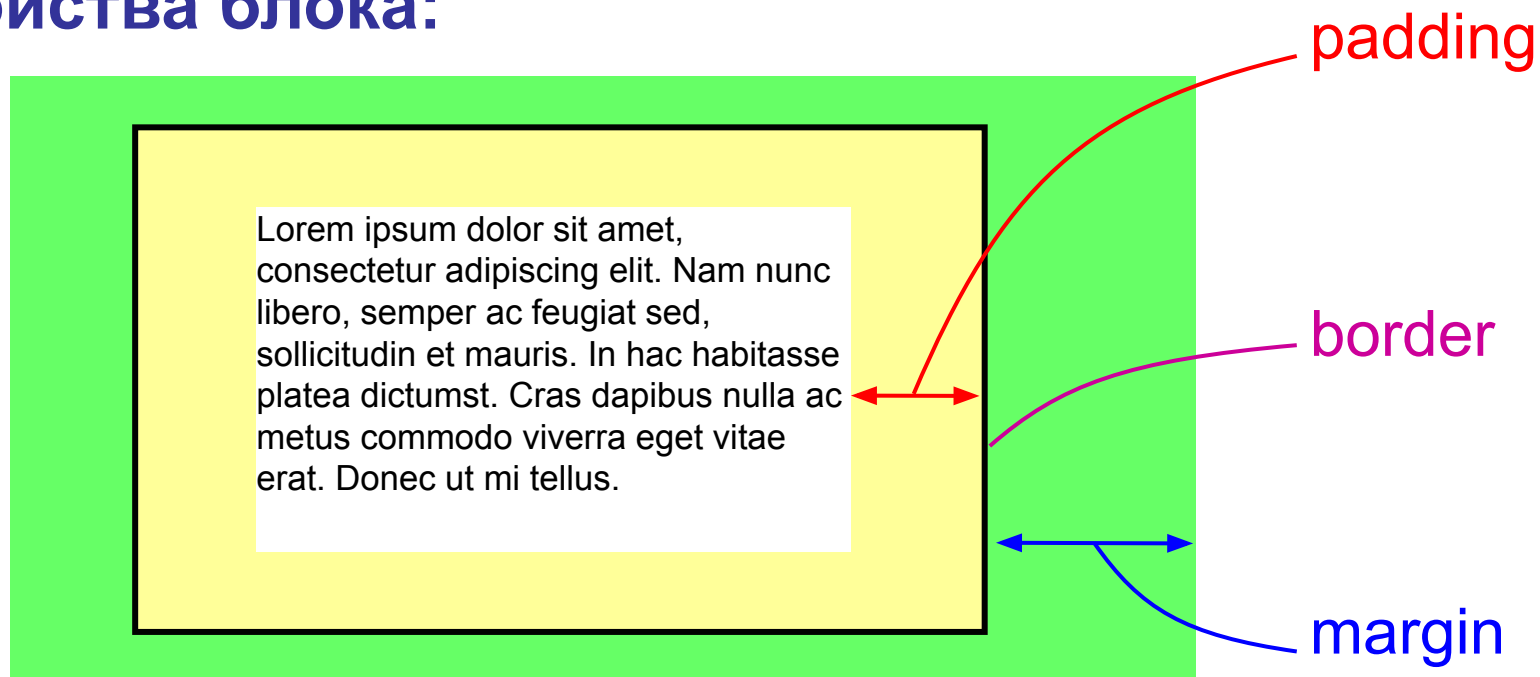 блока:
padding
Lorem ipsum dolor sit amet,
consectetur adipiscing elit. Nam nunc
libero, semper ac feugiat sed,
sollicitudin et mauris. In hac habitasse
platea dictumst. Cras dapibus nulla ac
metus commodo viverra eget vitae
erat. Donec ut mi tellus.
border
margin